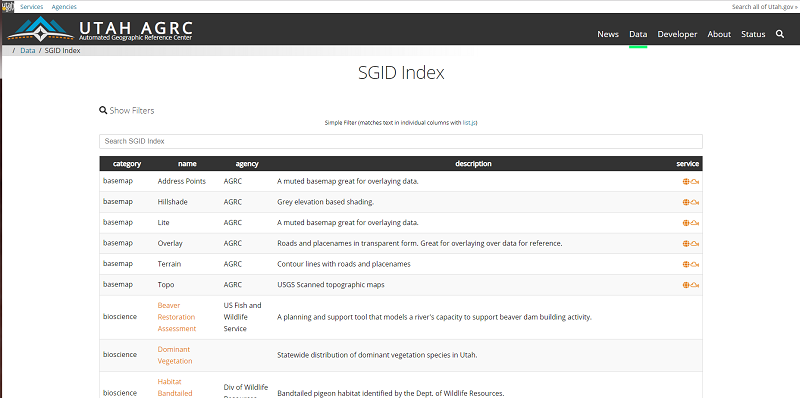 Services Agencies Search all of Utah.gov »
UTAH AGRC
Automated Geographic Reference Center
News Data Developer About Status
/ Data / SGID Index
SGID Index
Show Filters
Simple Filter (matches text in individual columns with list.js)
Search SGID Index
category name agency description service
basemap Address Points AGRC A muted basemap great for overlaying data.
basemap Hillshade AGRC Grey elevation based shading.
basemap Lite AGRC A muted basemap great for overlaying data.
basemap Overlay AGRC Roads and placenames in transparent form. Great for overlaying over data for reference.
basemap Terrain AGRC Contour lines with roads and placenames
basemap Topo AGRC USGS Scanned topographic maps
Beaver US Fish and
bioscience Restoration Wildlife A planning and support tool that models a river's capacity to support beaver dam building activity.
Assessment Service
Dominant
bioscience Vegetation Statewide distribution of dominant vegetation species in Utah.
Habitat
bioscience Bandtailed Div of Wildlife Bandtailed pigeon habitat identified by the Dept. of Wildlife Resources.